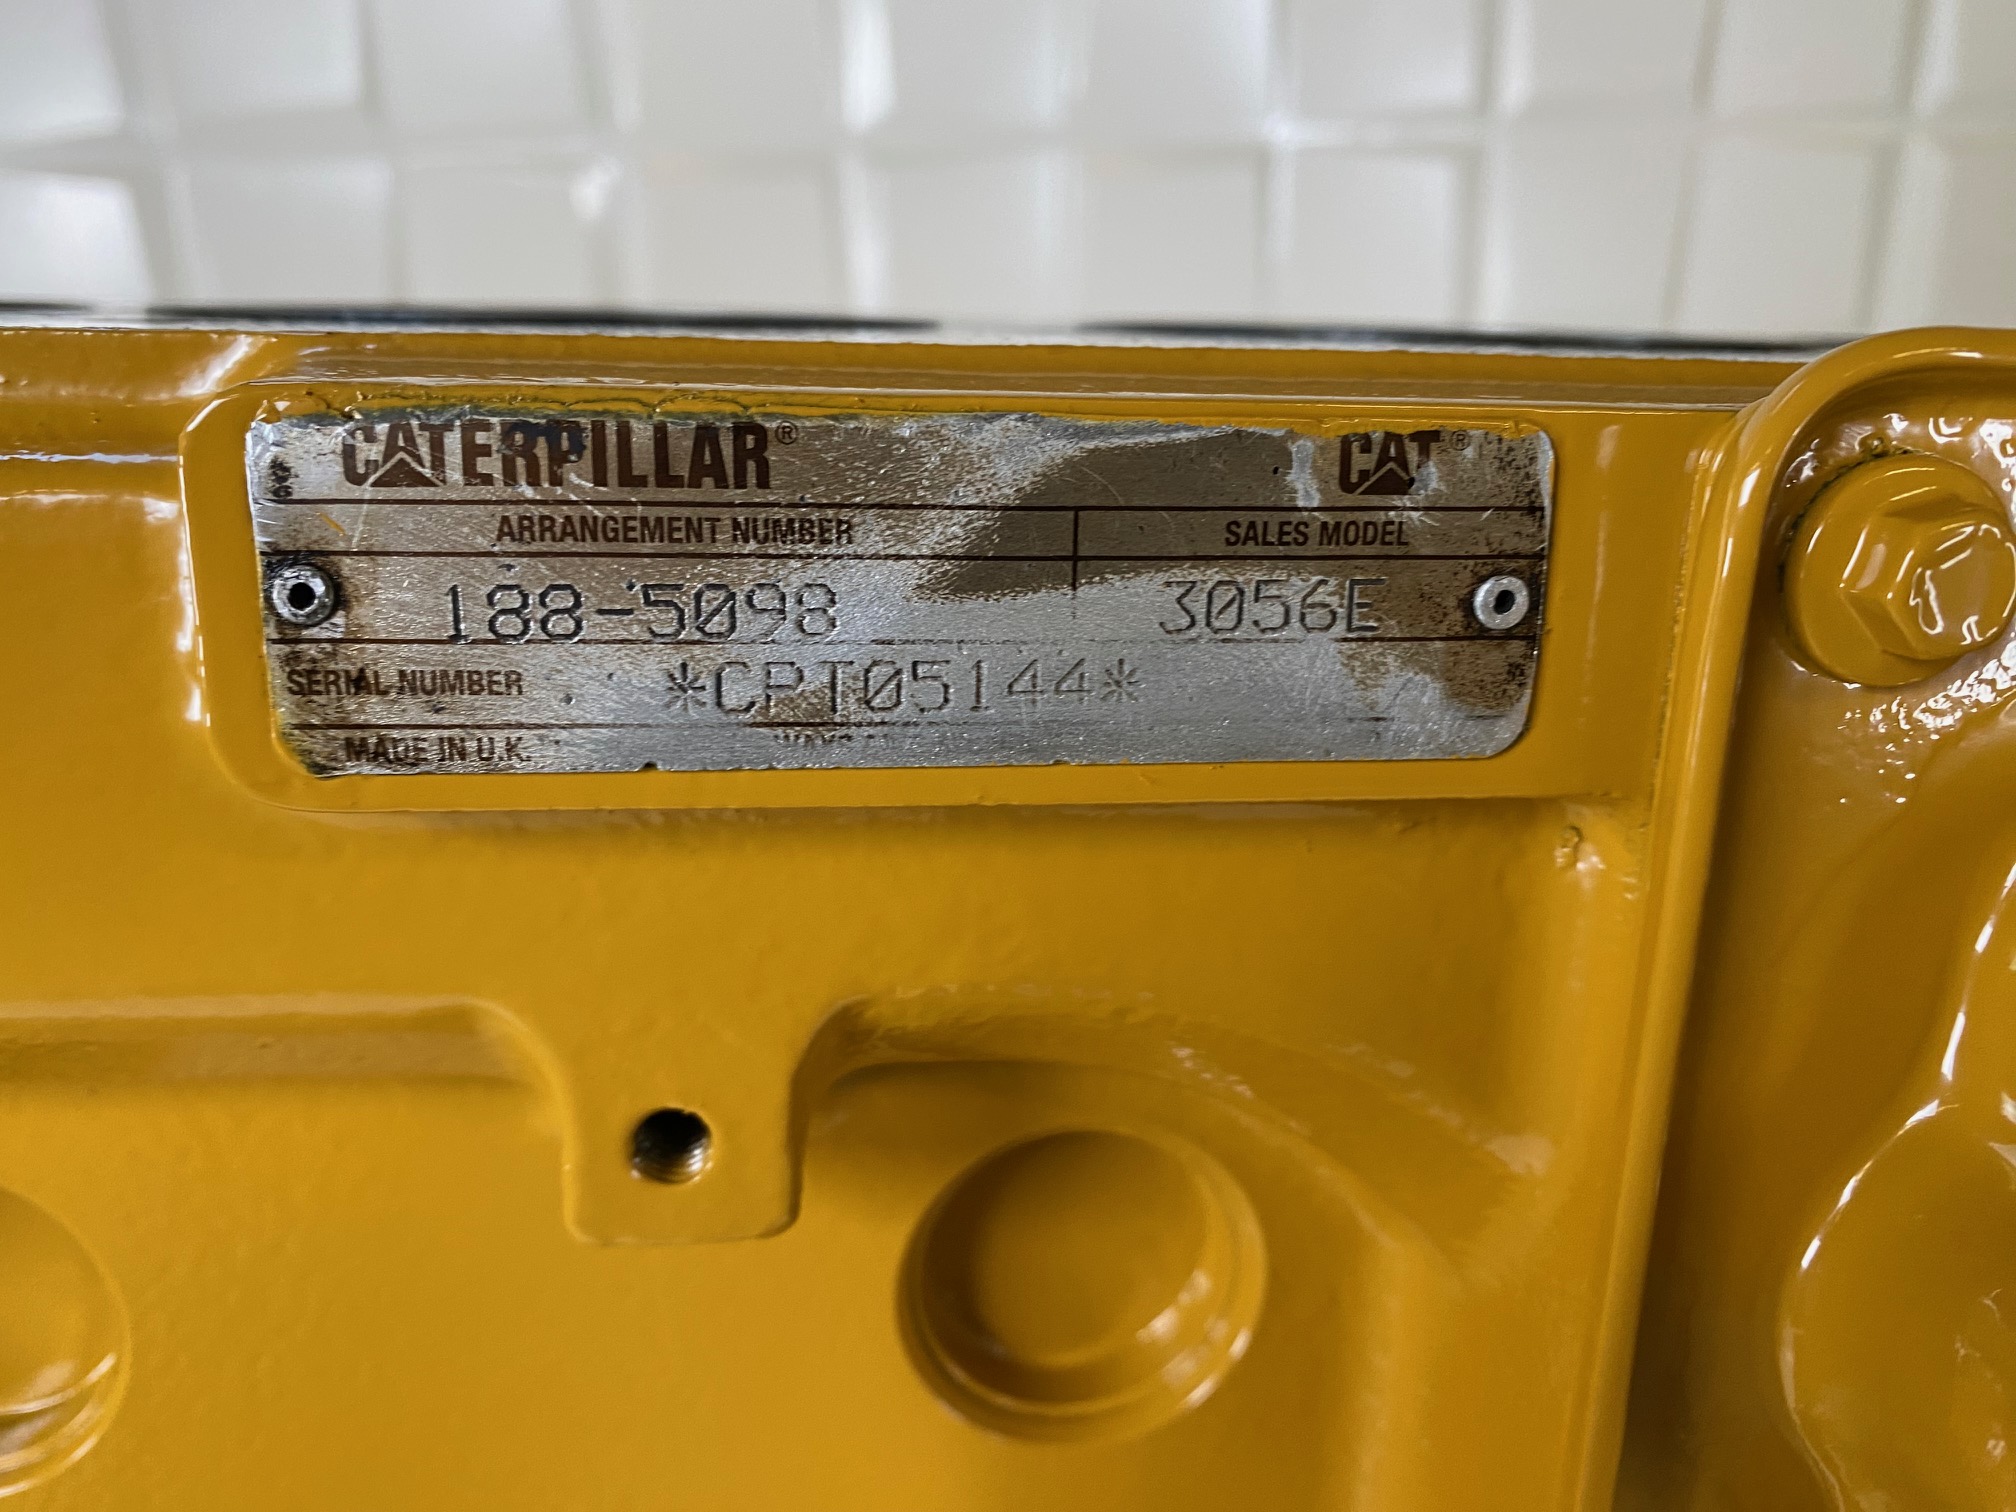 CATERPILLAR® CAT®
ARRANGEMENT NUMBER SALES MODEL
188-5098 3056E
SERIAL NUMBER *CPT05144*
MADE IN U.K.